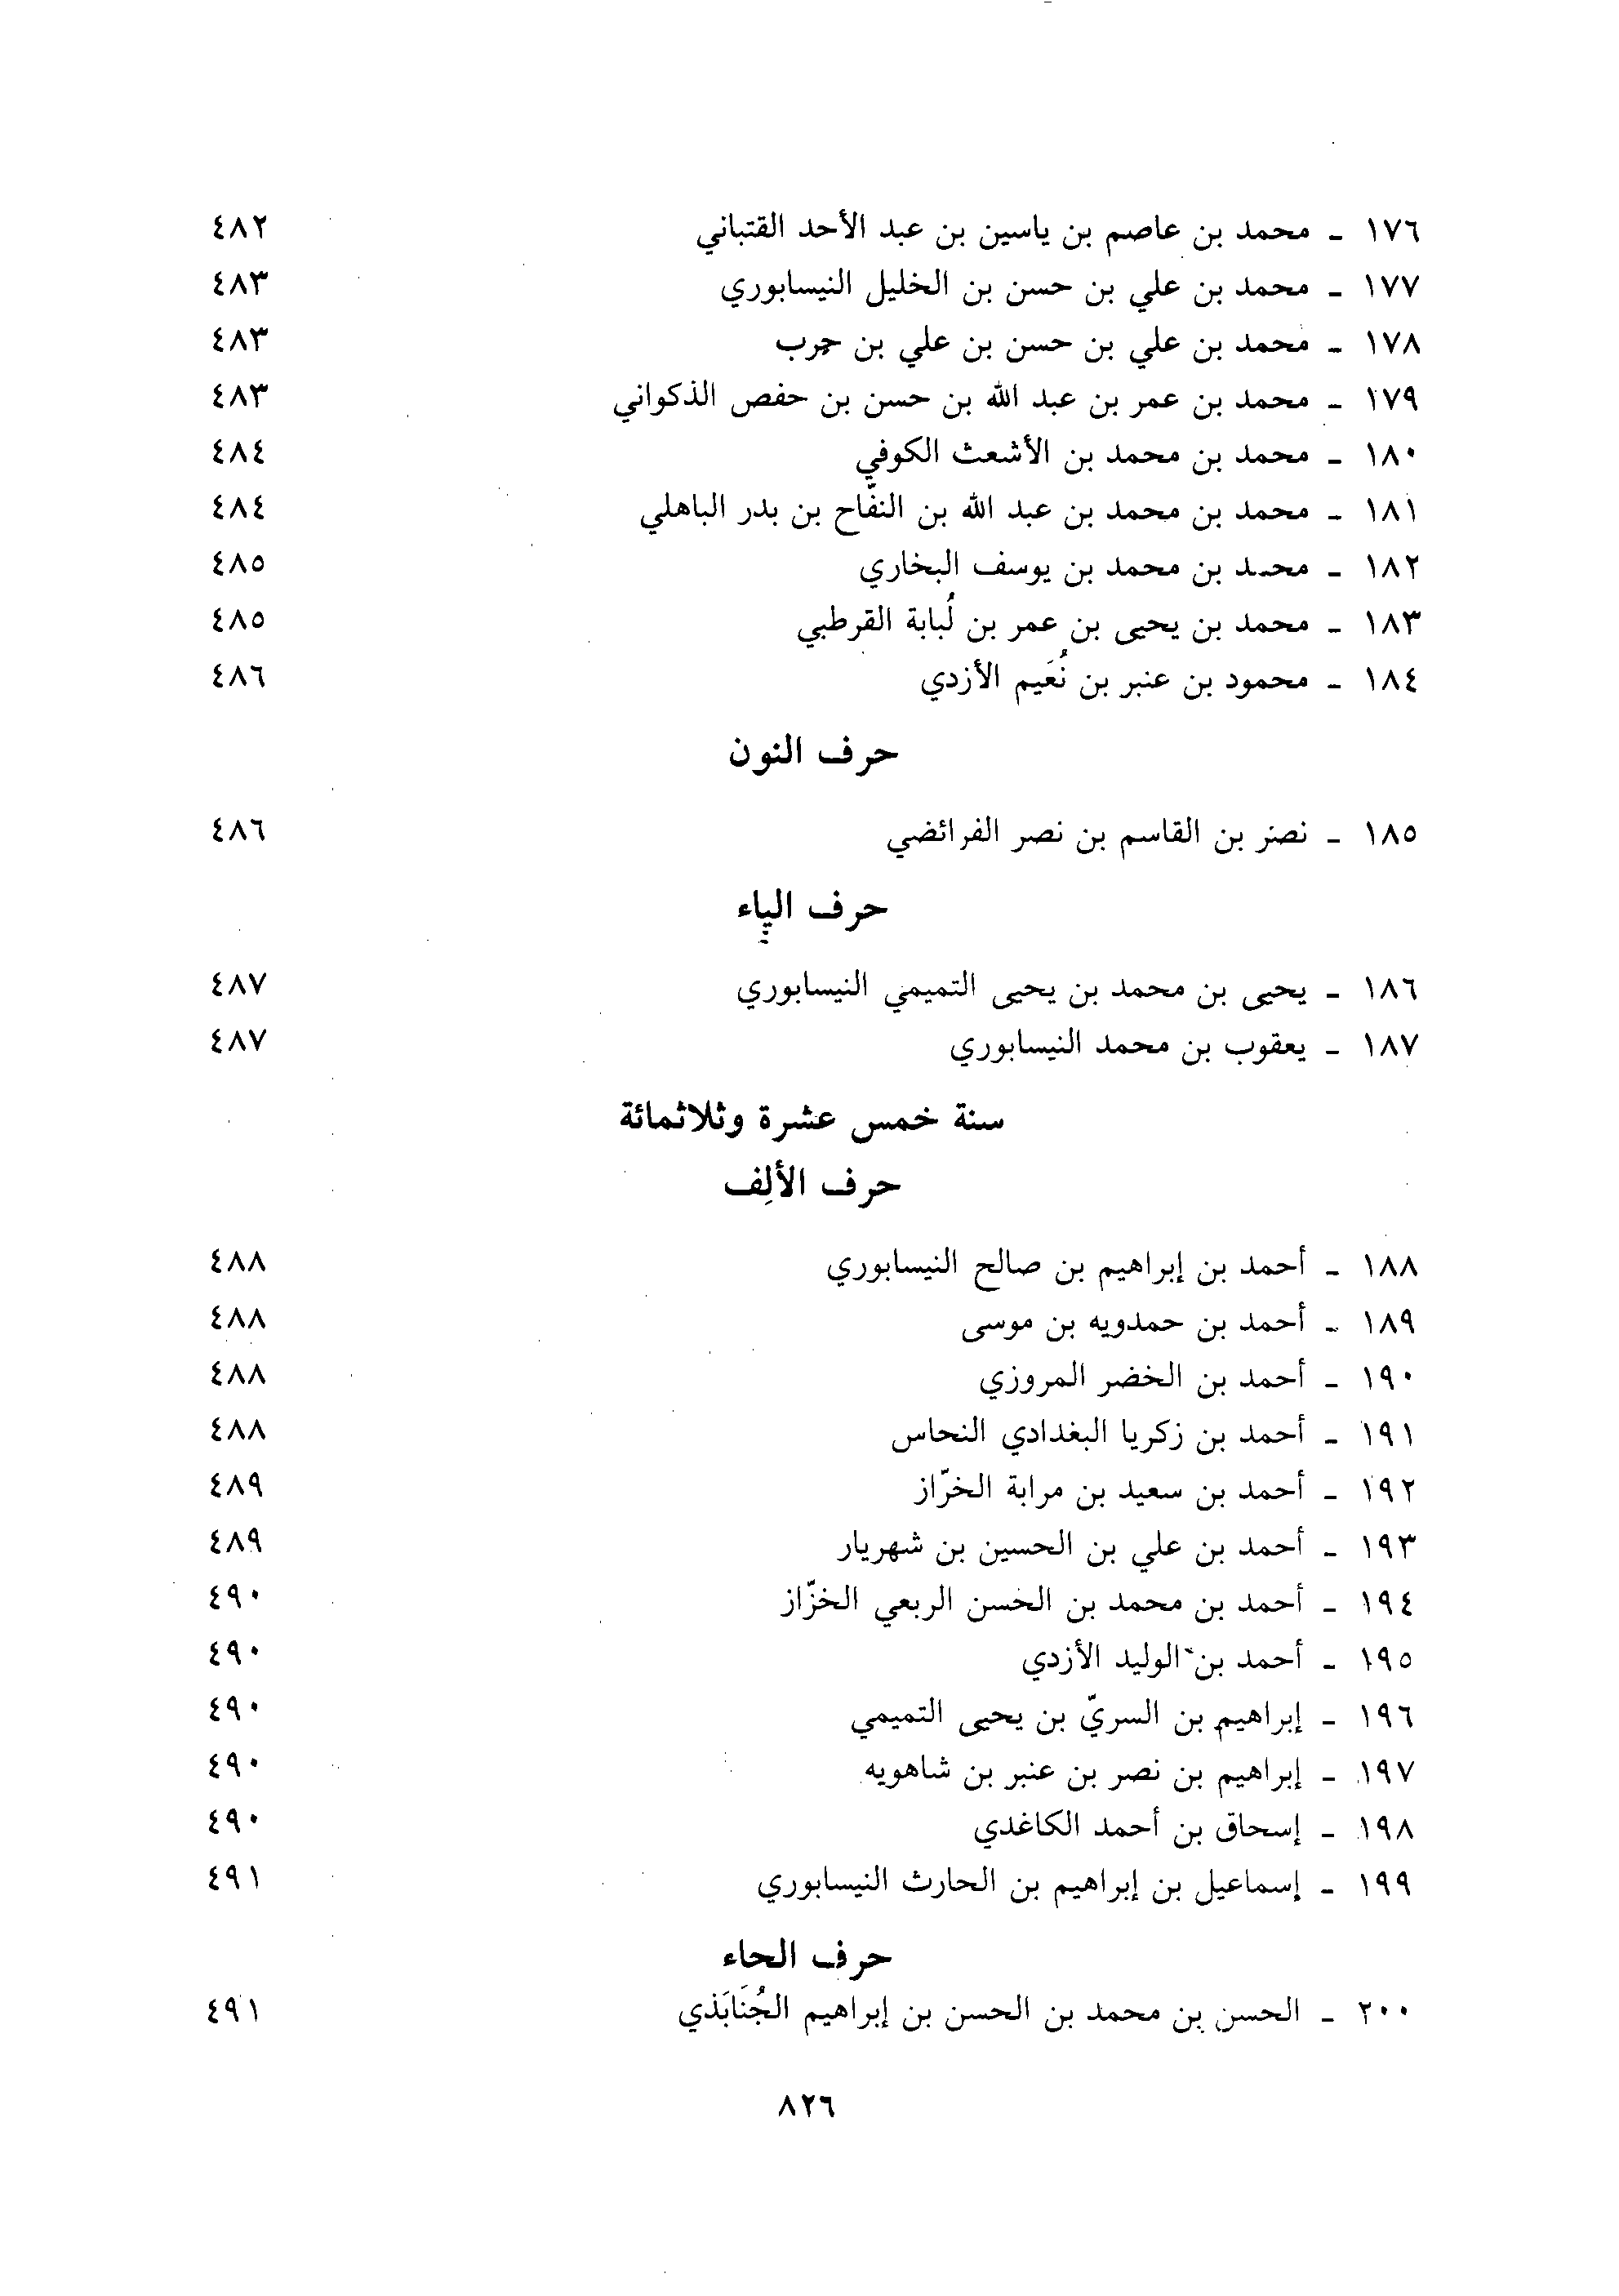 ١٧٦ ـ محمد بن عاصم بن ياسين بن عبد الأحد القتباني ٤٨٢
١٧٧ ـ محمد بن علي بن حسن بن الخليل النيسابوري ٤٨٣
١٧٨ ـ محمد بن علي بن حسن بن علي بن حرب ٤٨٣
١٧٩ ـ محمد بن عمر بن عبد الله بن حسن بن حفص الذكواني ٤٨٣
١٨٠ ـ محمد بن محمد بن الأشعث الكوفي ٤٨٤
١٨١ ـ محمد بن محمد بن عبد الله بن النفّاح بن بدر الباهلي ٤٨٤
١٨٢ ـ محمد بن محمد بن يوسف البخاري ٤٨٥
١٨٣ ـ محمد بن يحيى بن عمر بن لُبابة القرطبي ٤٨٥
١٨٤ ـ محمود بن عنبر بن نُعَيم الأزدي ٤٨٦
حرف النون
١٨٥ ـ نصر بن القاسم بن نصر الفرائضي ٤٨٦
حرف الياء
١٨٦ ـ يحيى بن محمد بن يحيى التميمي النيسابوري ٤٨٧
١٨٧ ـ يعقوب بن محمد النيسابوري ٤٨٧
سنة خمس عشرة وثلاثمائة
حرف الألِف
١٨٨ ـ أحمد بن إبراهيم بن صالح النيسابوري ٤٨٨
١٨٩ ـ أحمد بن حمدويه بن موسى ٤٨٨
١٩٠ ـ أحمد بن الخضر المروزي ٤٨٨
١٩١ ـ أحمد بن زكريا البغدادي النحاس ٤٨٨
١٩٢ ـ أحمد بن سعيد بن مرابة الخرّاز ٤٨٩
١٩٣ ـ أحمد بن علي بن الحسين بن شهريار ٤٨٩
١٩٤ ـ أحمد بن محمد بن الحسن الربعي الخزّاز ٤٩٠
١٩٥ ـ أحمد بن الوليد الأزدي ٤٩٠
١٩٦ ـ إبراهيم بن السريّ بن يحيى التميمي ٤٩٠
١٩٧ ـ إبراهيم بن نصر بن عنبر بن شاهويه ٤٩٠
١٩٨ ـ إسحاق بن أحمد الكاغدي ٤٩٠
١٩٩ ـ إسماعيل بن إبراهيم بن الحارث النيسابوري ٤٩١
حرف الحاء
٢٠٠ ـ الحسن بن محمد بن الحسن بن إبراهيم الجُنَابَذي ٤٩١
٨٢٦